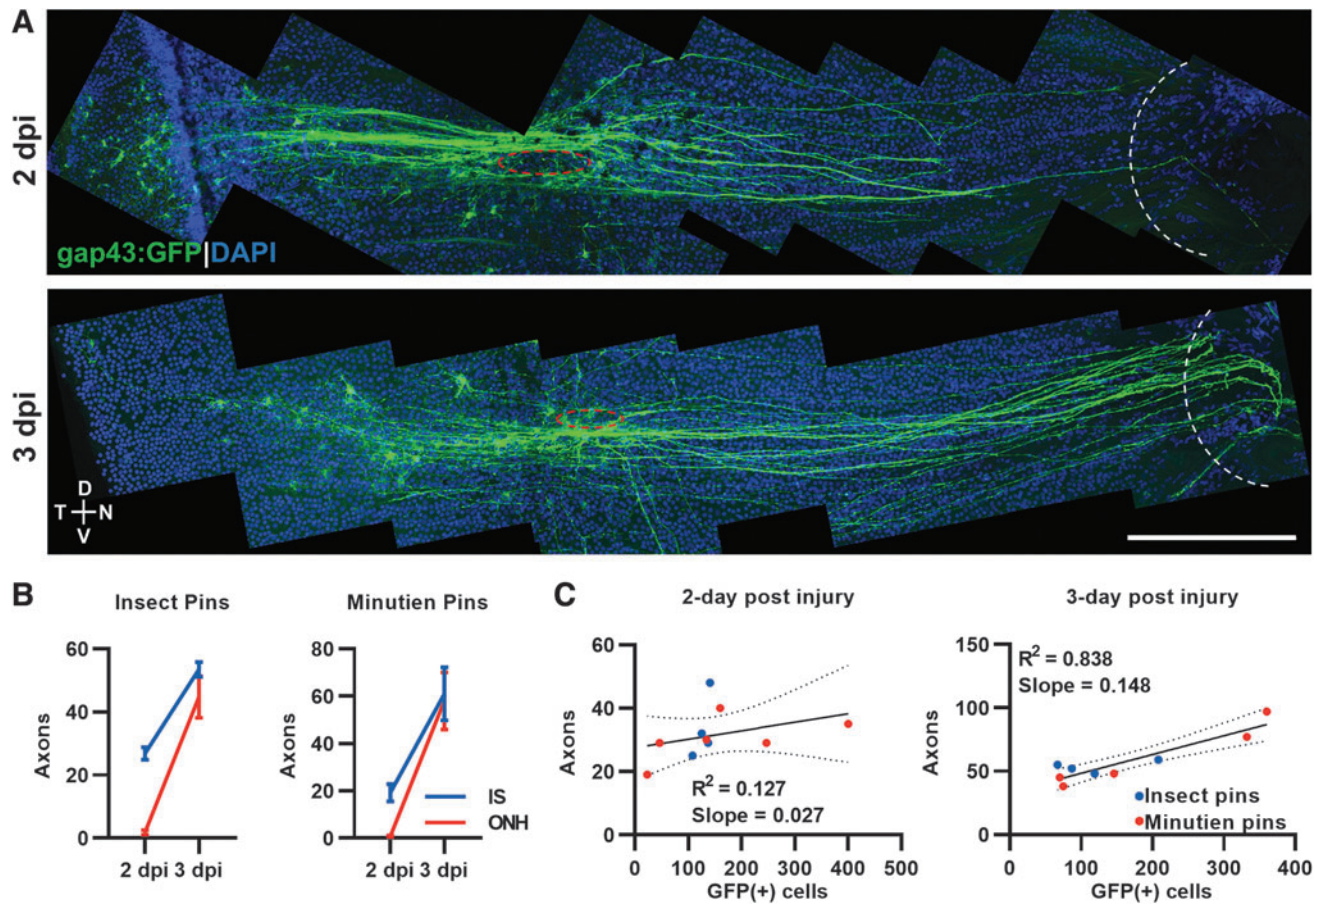 A
2 dpi
gap43:GFP|DAPI
3 dpi
D
T N
V
B
Insect Pins
Minutien Pins
C
2-day post injury
3-day post injury
Axons
60
40
20
0
2 dpi 3 dpi
Axons
80
60
40
20
0
2 dpi 3 dpi
IS
ONH
Axons
60
40
20
0
R² = 0.127
Slope = 0.027
0 100 200 300 400 500
GFP(+) cells
Axons
150
100
50
0
R² = 0.838
Slope = 0.148
Insect pins
Minutien pins
0 100 200 300 400
GFP(+) cells